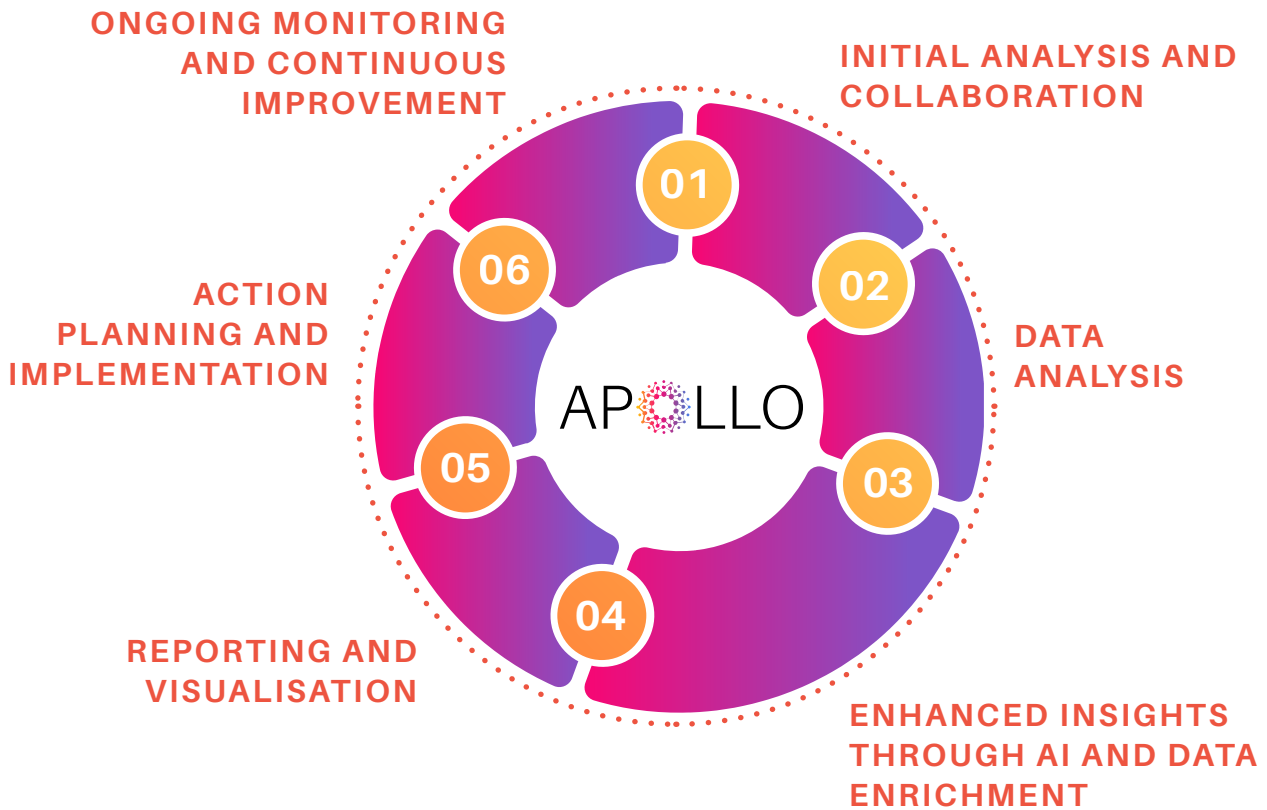 ONGOING MONITORING
AND CONTINUOUS
IMPROVEMENT
INITIAL ANALYSIS AND
COLLABORATION
01
02
03
04
05
06
ACTION
PLANNING AND
IMPLEMENTATION
DATA
ANALYSIS
APOLLO
REPORTING AND
VISUALISATION
ENHANCED INSIGHTS
THROUGH AI AND DATA
ENRICHMENT